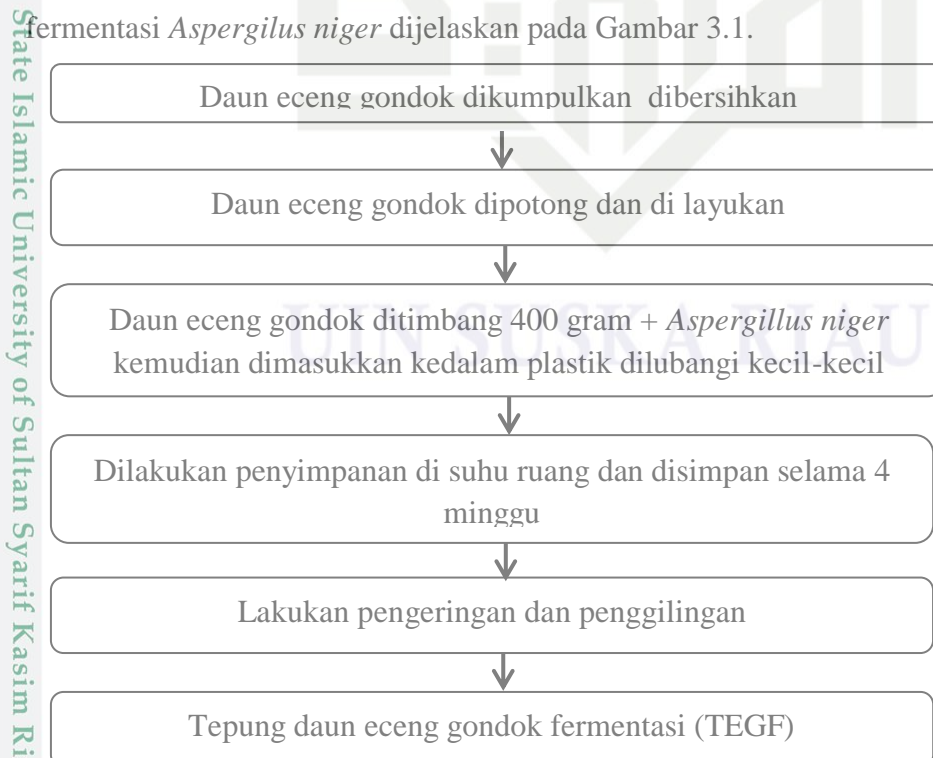 fermentasi Aspergilus niger dijelaskan pada Gambar 3.1.
Daun eceng gondok dikumpulkan dibersihkan
Daun eceng gondok dipotong dan di layukan
Daun eceng gondok ditimbang 400 gram + Aspergillus niger
kemudian dimasukkan kedalam plastik dilubangi kecil-kecil
Dilakukan penyimpanan di suhu ruang dan disimpan selama 4
minggu
Lakukan pengeringan dan penggilingan
Tepung daun eceng gondok fermentasi (TEGF)
UIN SUSKA RIAU
State Islamic University of Sultan Syarif Kasim Ri